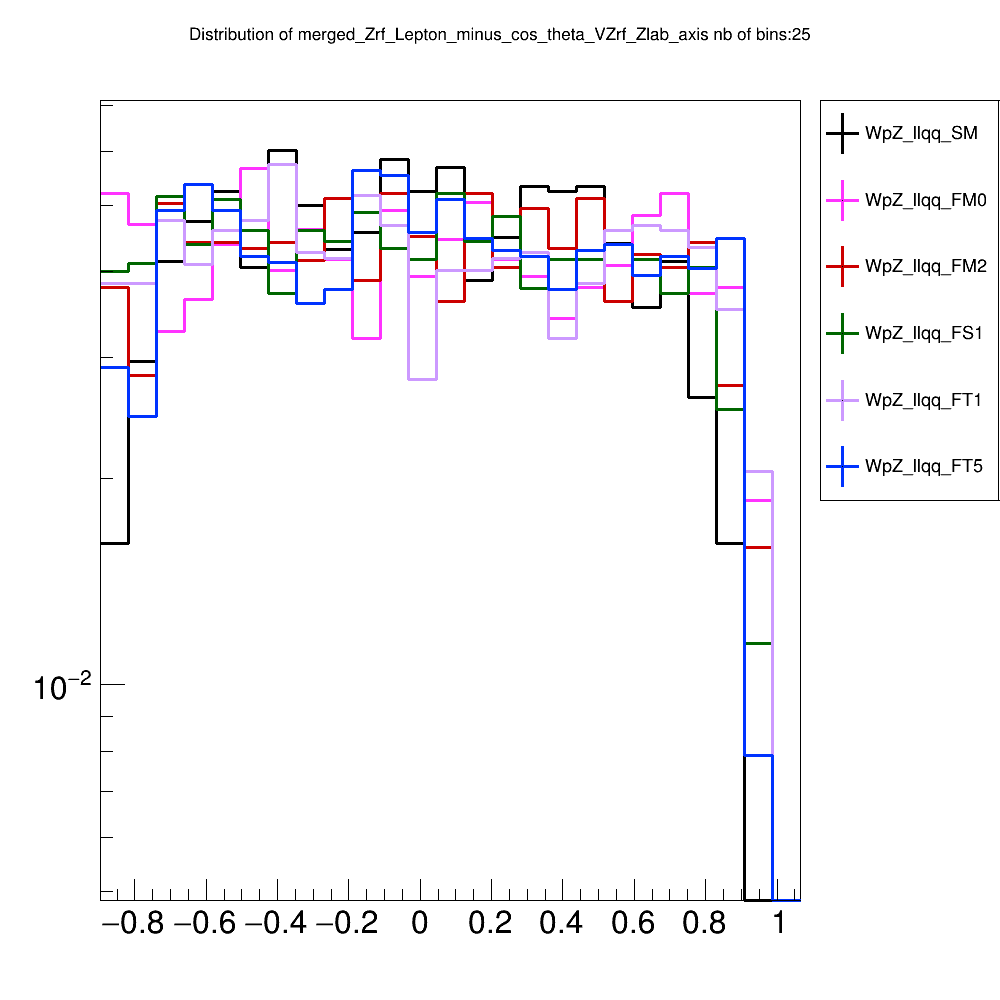 Distribution of merged_Zrf_Lepton_minus_cos_theta_VZrf_Zlab_axis nb of bins:25
WpZ_llqq_SM
WpZ_llqq_FM0
WpZ_llqq_FM2
WpZ_llqq_FS1
WpZ_llqq_FT1
WpZ_llqq_FT5
10⁻²
−0.8 −0.6 −0.4 −0.2 0 0.2 0.4 0.6 0.8 1